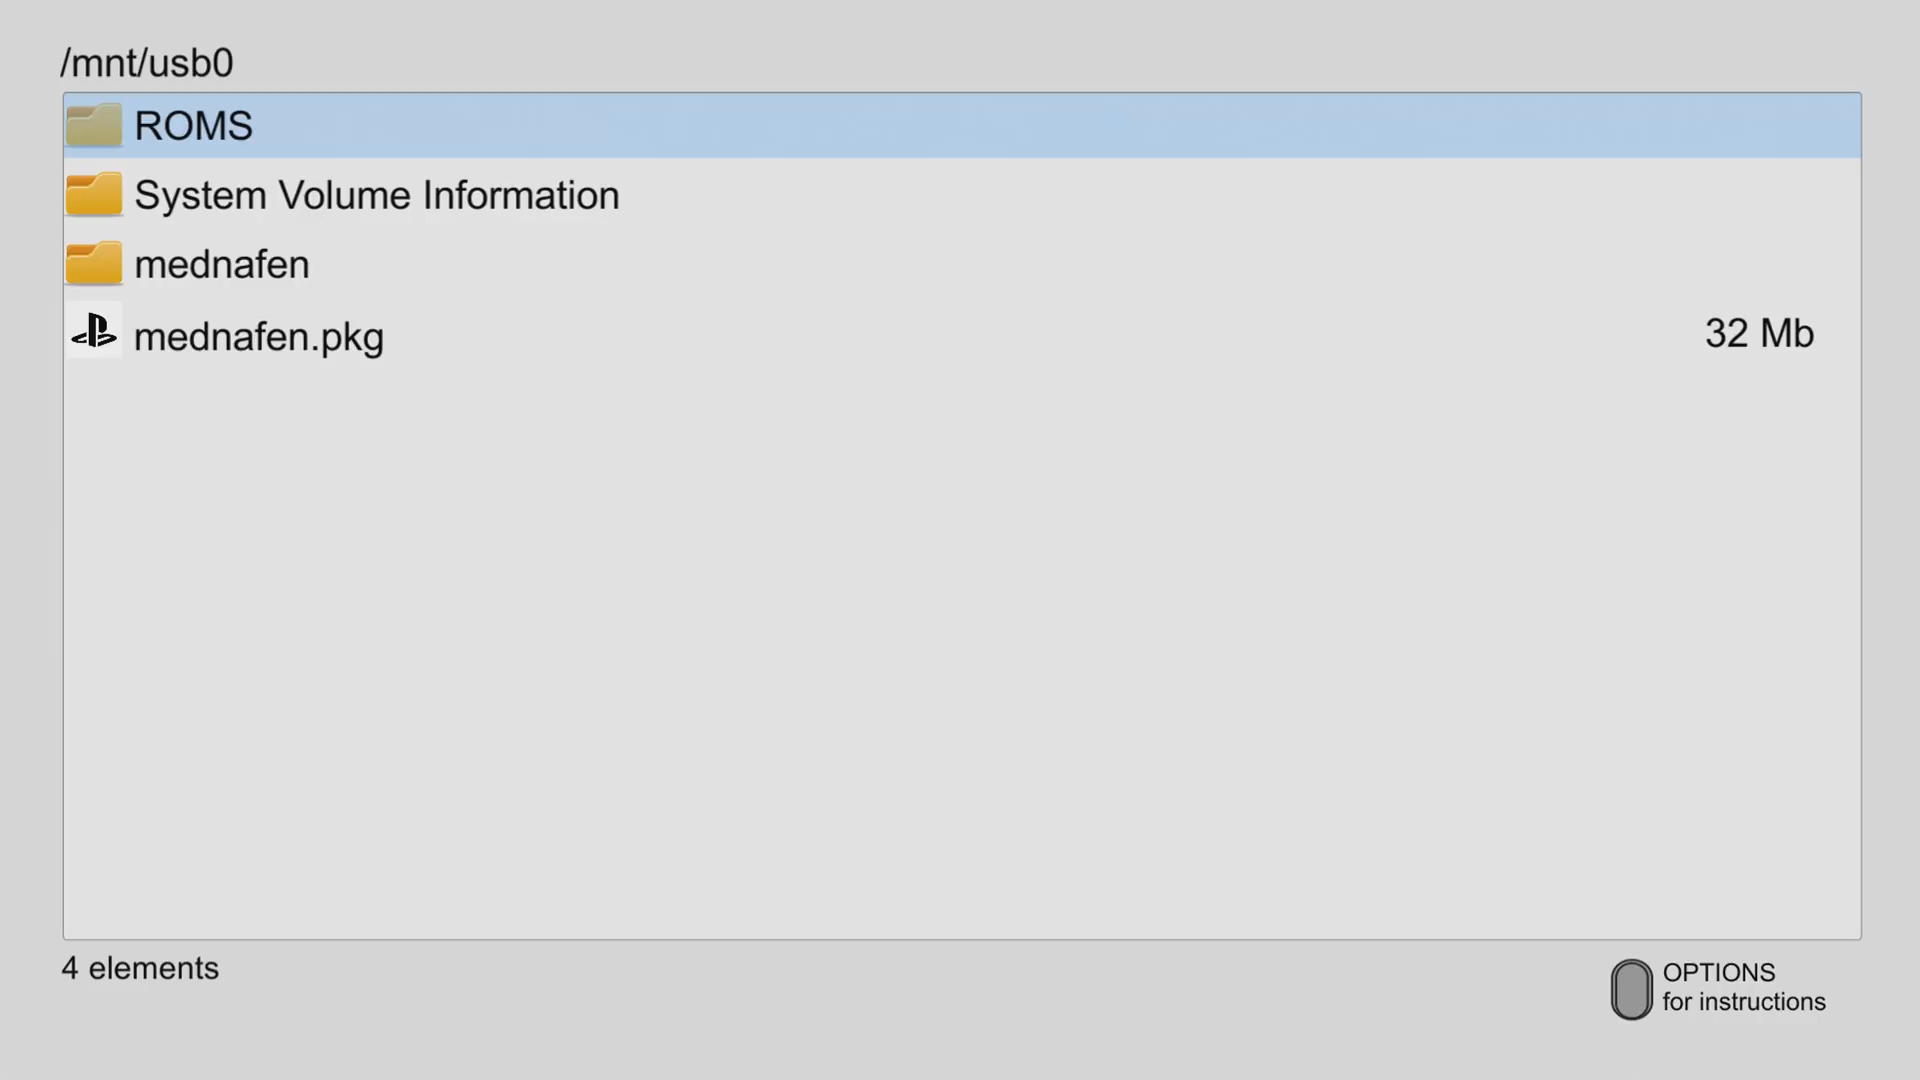 /mnt/usb0
ROMS
System Volume Information
mednafen
mednafen.pkg 32 Mb
4 elements
OPTIONS
for instructions